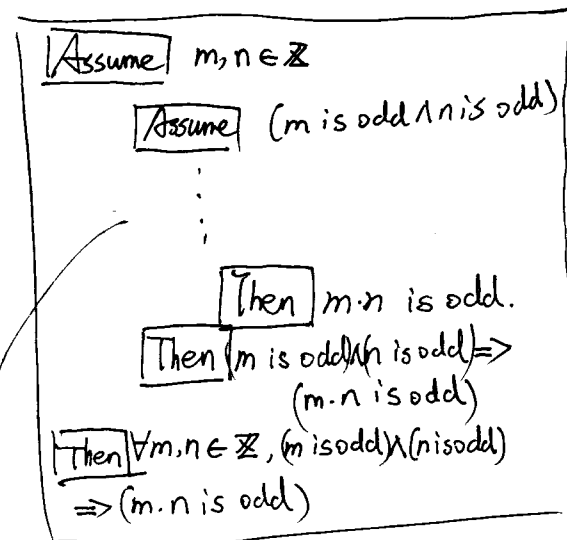 Assume m, n ∈ ℤ
Assume (m is odd ∧ n is odd)
Then m·n is odd.
Then (m is odd)∧(n is odd) ⇒
(m·n is odd)
Then ∀m,n ∈ ℤ, (m is odd)∧(n is odd)
⇒ (m·n is odd)